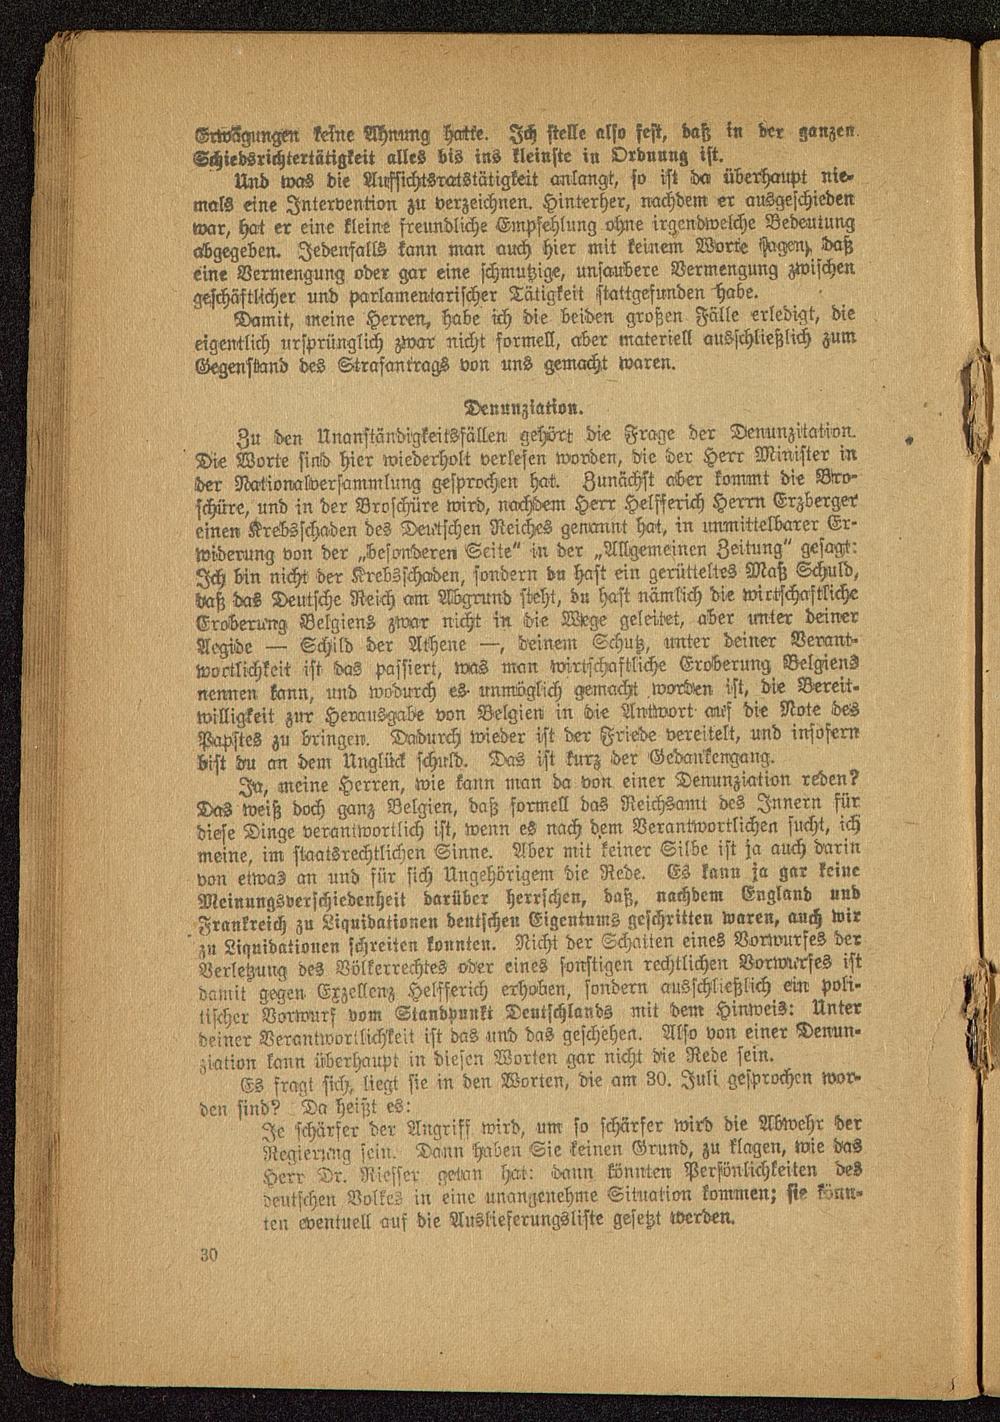 Erwägungen keine Ahnung hatte. Ich stelle also fest, daß in der ganzen
Schiedsrichtertätigkeit alles bis ins kleinste in Ordnung ist.
Und was die Aufsichtsratstätigkeit anlangt, so ist da überhaupt nie-
mals eine Intervention zu verzeichnen. Hinterher, nachdem er ausgeschieden
war, hat er eine kleine freundliche Empfehlung ohne irgendwelche Bedeutung
abgegeben. Jedenfalls kann man auch hier mit keinem Worte sagen, daß
eine Vermengung oder gar eine schmutzige, unsaubere Vermengung zwischen
geschäftlicher und parlamentarischer Tätigkeit stattgefunden habe.
Damit, meine Herren, habe ich die beiden großen Fälle erledigt, die
eigentlich ursprünglich zwar nicht formell, aber materiell ausschließlich zum
Gegenstand des Strafantrags von uns gemacht waren.
Denunziation.
Zu den Unanständigkeitsfällen gehört die Frage der Denunzitation.
Die Worte sind hier wiederholt verlesen worden, die der Herr Minister in
der Nationalversammlung gesprochen hat. Zunächst aber kommt die Bro-
schüre, und in der Broschüre wird, nachdem Herr Helfferich Herrn Erzberger
einen Krebsschaden des Deutschen Reiches genannt hat, in unmittelbarer Er-
widerung von der „besonderen Seite“ in der „Allgemeinen Zeitung“ gesagt:
Ich bin nicht der Krebsschaden, sondern du hast ein gerütteltes Maß Schuld,
daß das Deutsche Reich am Abgrund steht, du hast nämlich die wirtschaftliche
Eroberung Belgiens zwar nicht in die Wege geleitet, aber unter deiner
Aegide — Schild der Athene —, deinem Schutz, unter deiner Verant-
wortlichkeit ist das passiert, was man wirtschaftliche Eroberung Belgiens
nennen kann, und wodurch es unmöglich gemacht worden ist, die Bereit-
willigkeit zur Herausgabe von Belgien in die Antwort auf die Note des
Papstes zu bringen. Dadurch wieder ist der Friede vereitelt, und insofern
bist du an dem Unglück schuld. Das ist kurz der Gedankengang.
Ja, meine Herren, wie kann man da von einer Denunziation reden?
Das weiß doch ganz Belgien, daß formell das Reichsamt des Innern für
diese Dinge verantwortlich ist, wenn es nach dem Verantwortlichen sucht, ich
meine, im staatsrechtlichen Sinne. Aber mit keiner Silbe ist ja auch darin
von etwas an und für sich Ungehörigem die Rede. Es kann ja gar keine
Meinungsverschiedenheit darüber herrschen, daß, nachdem England und
Frankreich zu Liquidationen deutschen Eigentums geschritten waren, auch wir
zu Liquidationen schreiten konnten. Nicht der Schatten eines Vorwurfes der
Verletzung des Völkerrechtes oder eines sonstigen rechtlichen Vorwurfes ist
damit gegen Exzellenz Helfferich erhoben, sondern ausschließlich ein poli-
tischer Vorwurf vom Standpunkt Deutschlands mit dem Hinweis: Unter
deiner Verantwortlichkeit ist das und das geschehen. Also von einer Denun-
ziation kann überhaupt in diesen Worten gar nicht die Rede sein.
Es fragt sich, liegt sie in den Worten, die am 30. Juli gesprochen wor-
den sind? Da heißt es:
Je schärfer der Angriff wird, um so schärfer wird die Abwehr der
Regierung sein. Dann haben Sie keinen Grund, zu klagen, wie das
Herr Dr. Riesser getan hat: dann könnten Persönlichkeiten des
deutschen Volkes in eine unangenehme Situation kommen; sie könn-
ten eventuell auf die Auslieferungsliste gesetzt werden.
30